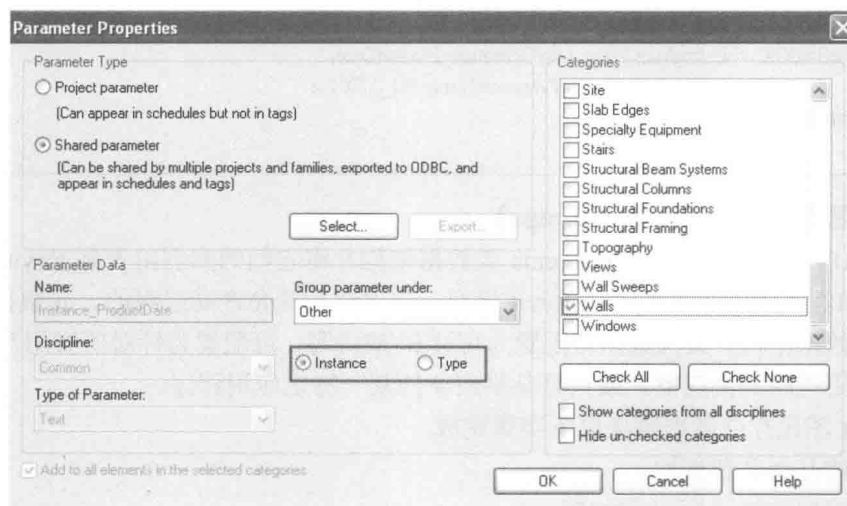 Parameter Properties
Parameter Type
Project parameter
(Can appear in schedules but not in tags)
Shared parameter
(Can be shared by multiple projects and families, exported to ODBC, and
appear in schedules and tags)
Select...
Export...
Parameter Data
Name:
Instance_ProductDate
Group parameter under:
Other
Discipline:
Common
Instance
Type
Type of Parameter:
Text
Add to all elements in the selected categories
Categories
Site
Slab Edges
Specialty Equipment
Stairs
Structural Beam Systems
Structural Columns
Structural Foundations
Structural Framing
Topography
Views
Wall Sweeps
Walls
Windows
Check All
Check None
Show categories from all disciplines
Hide un-checked categories
OK
Cancel
Help